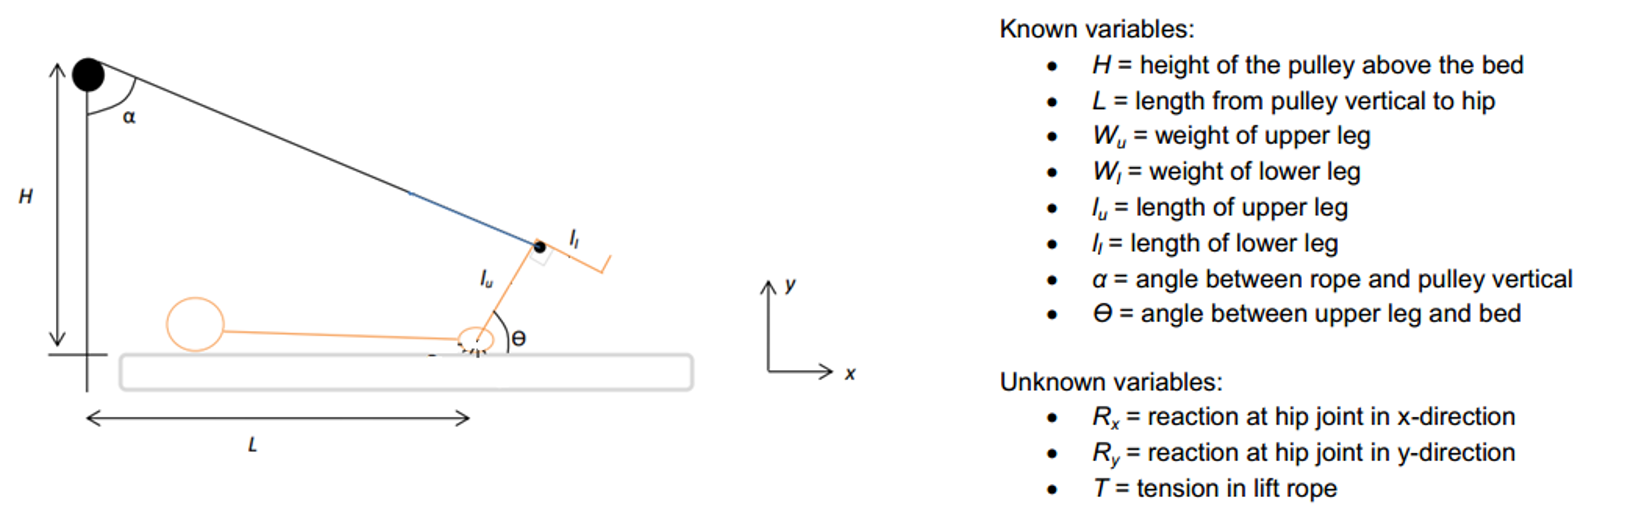 H
α
L
l_u
l_l
Θ
y
x
Known variables:
• H = height of the pulley above the bed
• L = length from pulley vertical to hip
• W_u = weight of upper leg
• W_l = weight of lower leg
• l_u = length of upper leg
• l_l = length of lower leg
• α = angle between rope and pulley vertical
• Θ = angle between upper leg and bed
Unknown variables:
• R_x = reaction at hip joint in x-direction
• R_y = reaction at hip joint in y-direction
• T = tension in lift rope